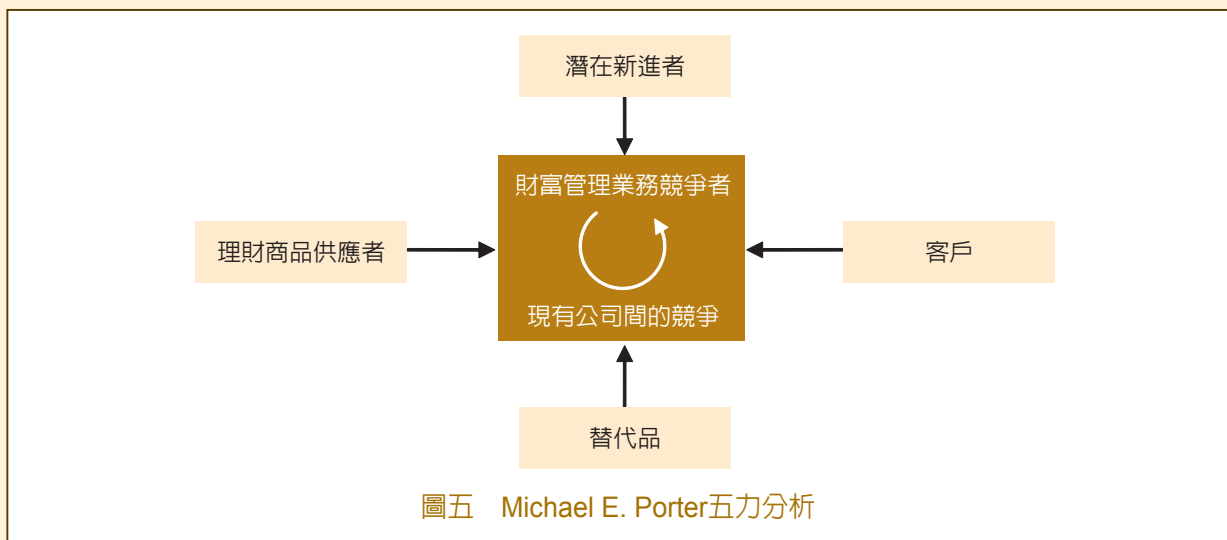 潛在新進者
財富管理業務競爭者
理財商品供應者
客戶
現有公司間的競爭
替代品
圖五 Michael E. Porter五力分析